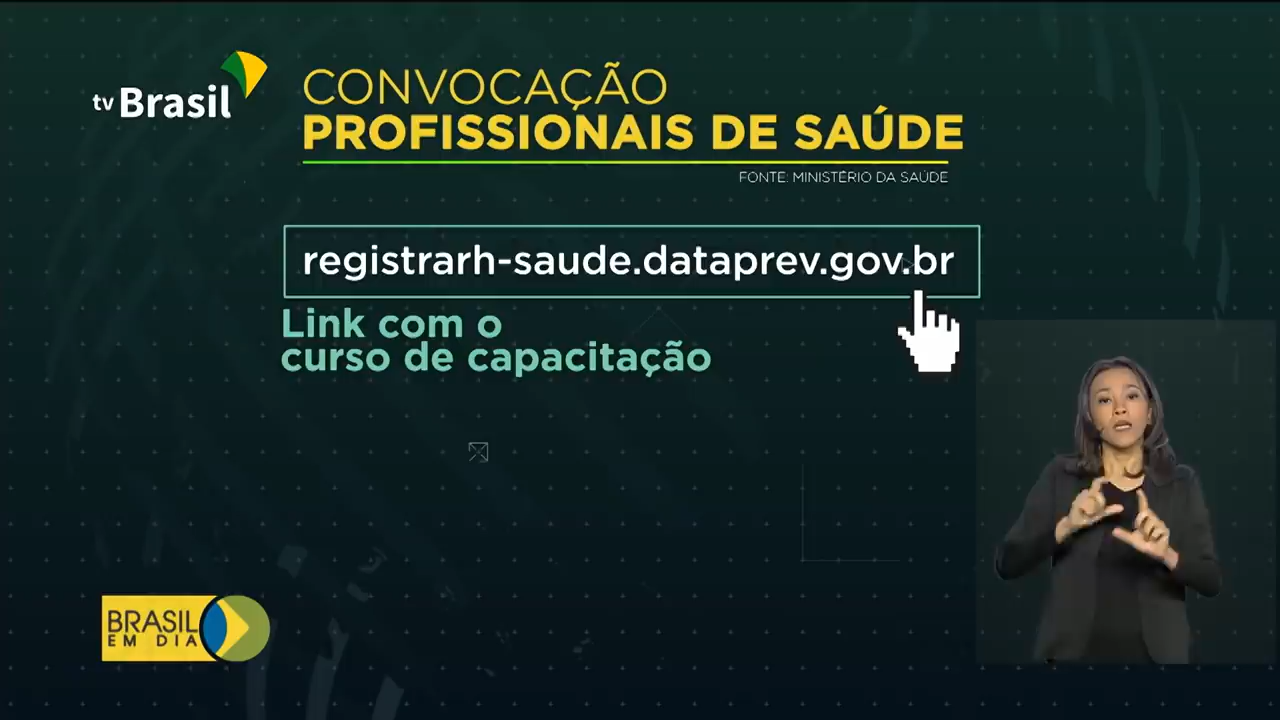 tv Brasil
CONVOCAÇÃO
PROFISSIONAIS DE SAÚDE
FONTE: MINISTÉRIO DA SAÚDE
registrarh-saude.dataprev.gov.br
Link com o
curso de capacitação
BRASIL
EM DIA